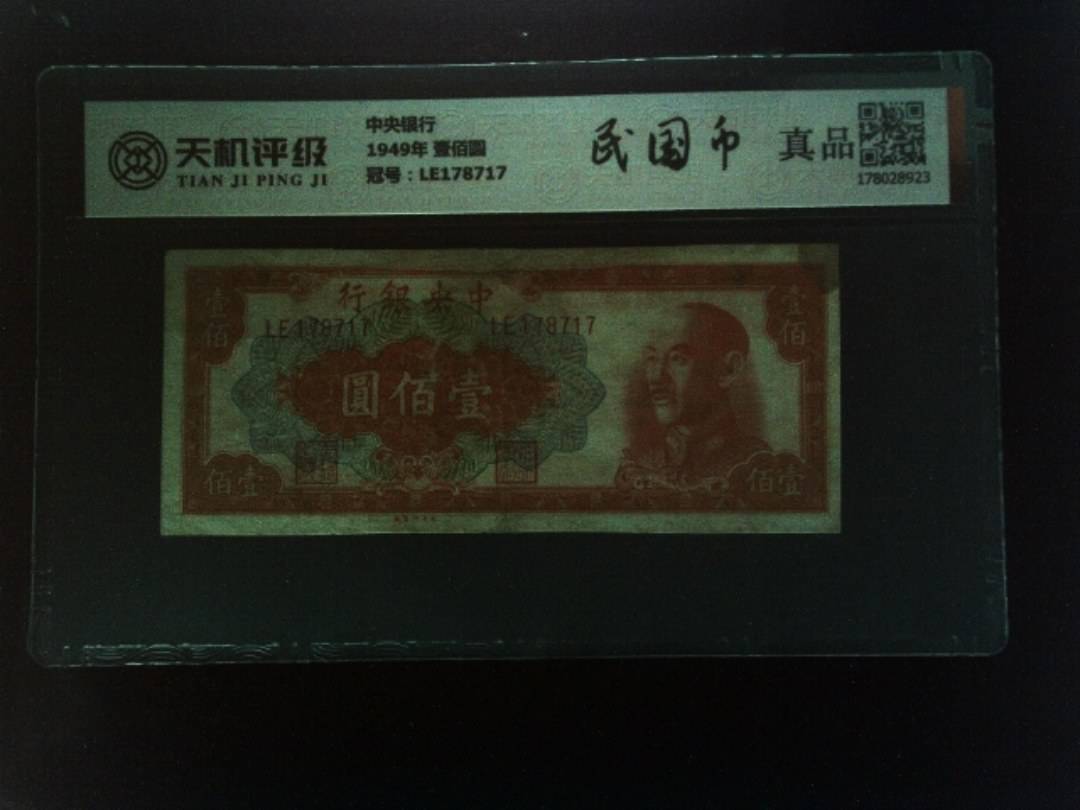 天机评级
TIAN JI PING JI
中央银行
1949年 壹佰圆
冠号：LE178717
民国币
真品
178028923
行銀央中
壹佰
壹佰
LE178717
LE178717
圓佰壹
佰壹
佰壹